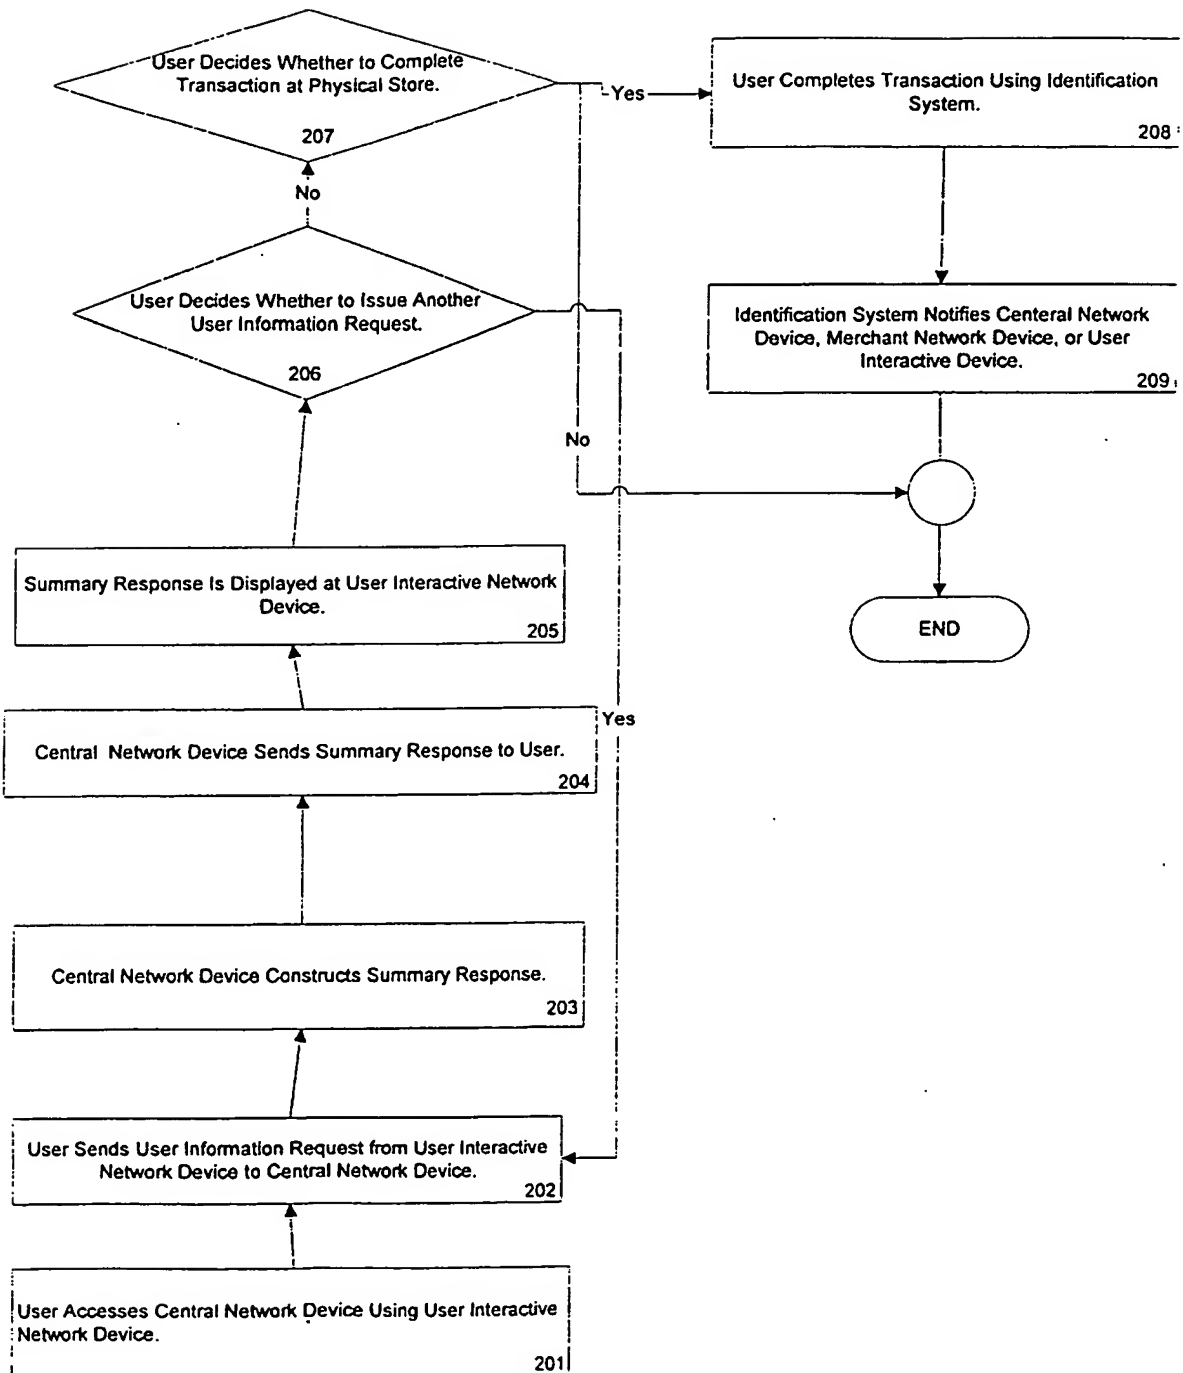 User Decides Whether to Complete
Transaction at Physical Store.
207
Yes
User Completes Transaction Using Identification
System.
208
No
User Decides Whether to Issue Another
User Information Request.
206
Identification System Notifies Centeral Network
Device, Merchant Network Device, or User
Interactive Device.
209
No
Summary Response Is Displayed at User Interactive Network
Device.
205
END
Central Network Device Sends Summary Response to User.
204
Yes
Central Network Device Constructs Summary Response.
203
User Sends User Information Request from User Interactive
Network Device to Central Network Device.
202
User Accesses Central Network Device Using User Interactive
Network Device.
201